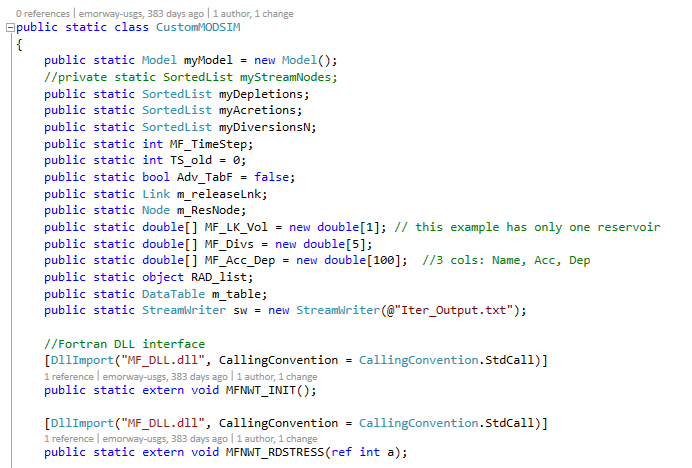 0 references | emorway-usgs, 383 days ago | 1 author, 1 change
public static class CustomMODSIM
{
    public static Model myModel = new Model();
    //private static SortedList myStreamNodes;
    public static SortedList myDepletions;
    public static SortedList myAcretions;
    public static SortedList myDiversionsN;
    public static int MF_TimeStep;
    public static int TS_old = 0;
    public static bool Adv_TabF = false;
    public static Link m_releaseLnk;
    public static Node m_ResNode;
    public static double[] MF_LK_Vol = new double[1]; // this example has only one reservoir
    public static double[] MF_Divs = new double[5];
    public static double[] MF_Acc_Dep = new double[100];  //3 cols: Name, Acc, Dep
    public static object RAD_list;
    public static DataTable m_table;
    public static StreamWriter sw = new StreamWriter(@"Iter_Output.txt");

    //Fortran DLL interface
    [DllImport("MF_DLL.dll", CallingConvention = CallingConvention.StdCall)]
    1 reference | emorway-usgs, 383 days ago | 1 author, 1 change
    public static extern void MFNWT_INIT();

    [DllImport("MF_DLL.dll", CallingConvention = CallingConvention.StdCall)]
    1 reference | emorway-usgs, 383 days ago | 1 author, 1 change
    public static extern void MFNWT_RDSTRESS(ref int a);